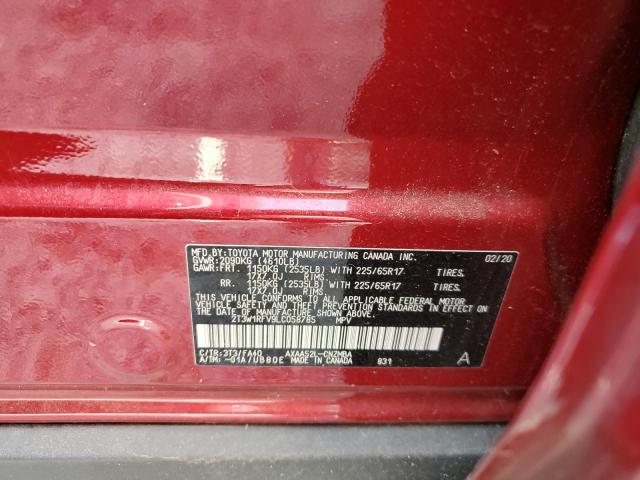 MFD.BY:TOYOTA MOTOR MANUFACTURING CANADA INC. 02/20
GVWR:2090KG (4610LB)
GAWR:FRT. 1150KG (2535LB) WITH 225/65R17 TIRES.
17X7.0J RIMS.
RR. 1150KG (2535LB) WITH 225/65R17 TIRES.
17X7.0J RIMS.
THIS VEHICLE CONFORMS TO ALL APPLICABLE FEDERAL MOTOR
VEHICLE SAFETY, BUMPER, AND THEFT PREVENTION
STANDARDS IN EFFECT ON THE DATE OF MANUFACTURE
SHOWN ABOVE.
2T3W1RFV9LC058785 MPV
C/TR:3T3/FA40 AXAA52L-CNZMBA A
A/TM: -01A/UB80E MADE IN CANADA 831